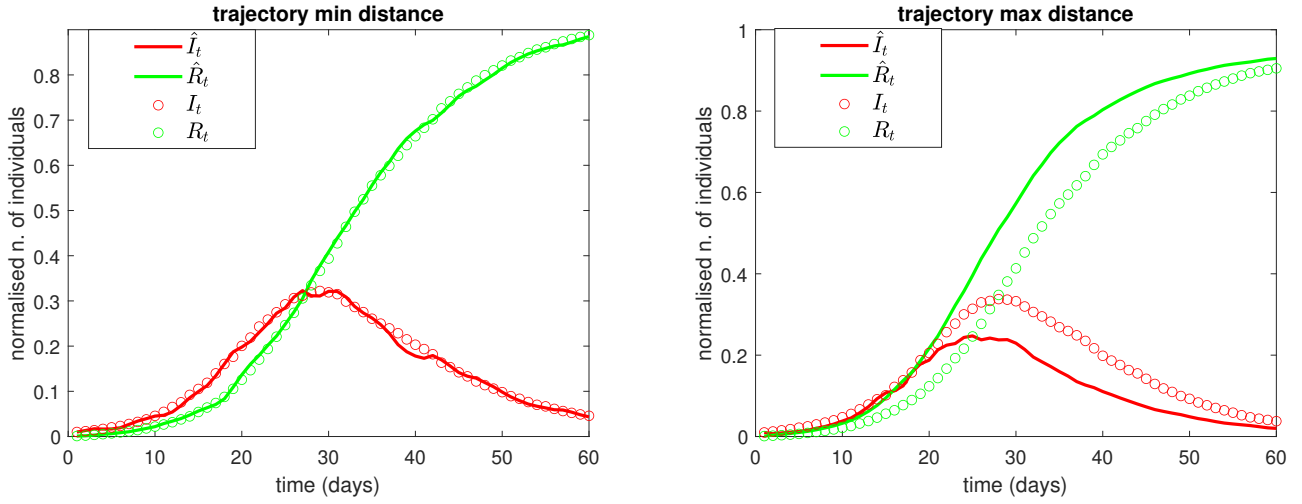 trajectory min distance
Î_t
R̂_t
I_t
R_t
normalised n. of individuals
0.8
0.7
0.6
0.5
0.4
0.3
0.2
0.1
0
0 10 20 30 40 50 60
time (days)
trajectory max distance
Î_t
R̂_t
I_t
R_t
normalised n. of individuals
1
0.8
0.6
0.4
0.2
0
0 10 20 30 40 50 60
time (days)